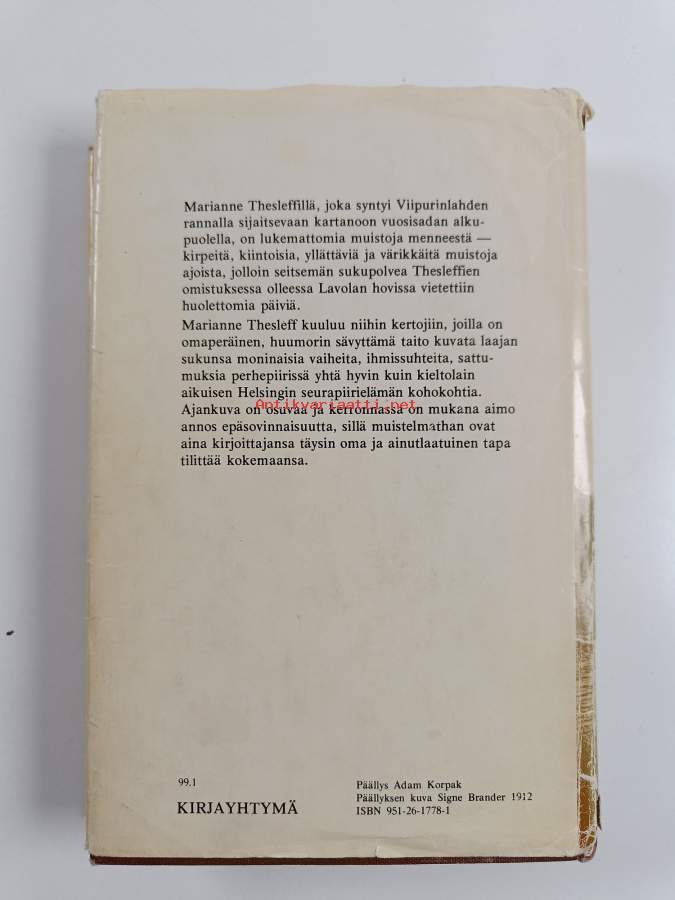 Marianne Thesleffillä, joka syntyi Viipurinlahden
rannalla sijaitsevaan kartanoon vuosisadan alku-
puolella, on lukemattomia muistoja menneestä —
kirpeitä, kiintoisia, yllättäviä ja värikkäitä muistoja
ajoista, jolloin seitsemän sukupolvea Thesleffien
omistuksessa olleessa Lavolan hovissa vietettiin
huolettomia päiviä.
Marianne Thesleff kuuluu niihin kertojiin, joilla on
omaperäinen, huumorin sävyttämä taito kuvata laajan
sukunsa moninaisia vaiheita, ihmissuhteita, sattu-
muksia perhepiirissä yhtä hyvin kuin kieltolain
aikuisen Helsingin seurapiirielämän kohokohtia.
Antikvariaatti.net
Ajankuva on osuvaa ja kerronnassa on mukana aimo
annos epäsovinnaisuutta, sillä muistelmathan ovat
aina kirjoittajansa täysin oma ja ainutlaatuinen tapa
tilittää kokemaansa.
99.1
KIRJAYHTYMÄ
Päällys Adam Korpak
Päällyksen kuva Signe Brander 1912
ISBN 951-26-1778-1